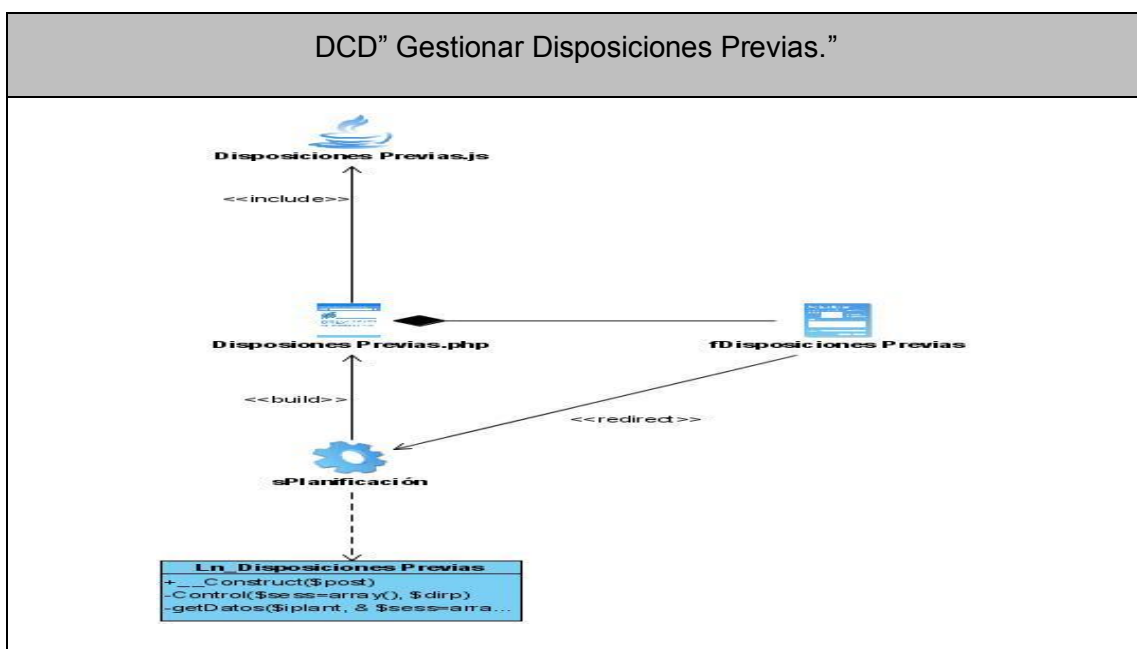 DCD” Gestionar Disposiciones Previas.”
Disposiciones Previas.js
<<include>>
Disposiones Previas.php
fDisposiciones Previas
<<build>>
<<redirect>>
sPlanificación
Ln_Disposiciones Previas
+__Construct($post)
-Control($sess=array(), $dirp)
-getDatos($iplant, & $sess=arra...